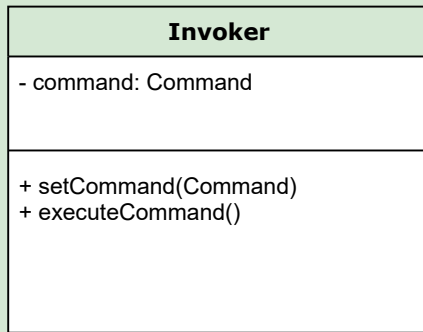 Invoker
- command: Command
+ setCommand(Command)
+ executeCommand()